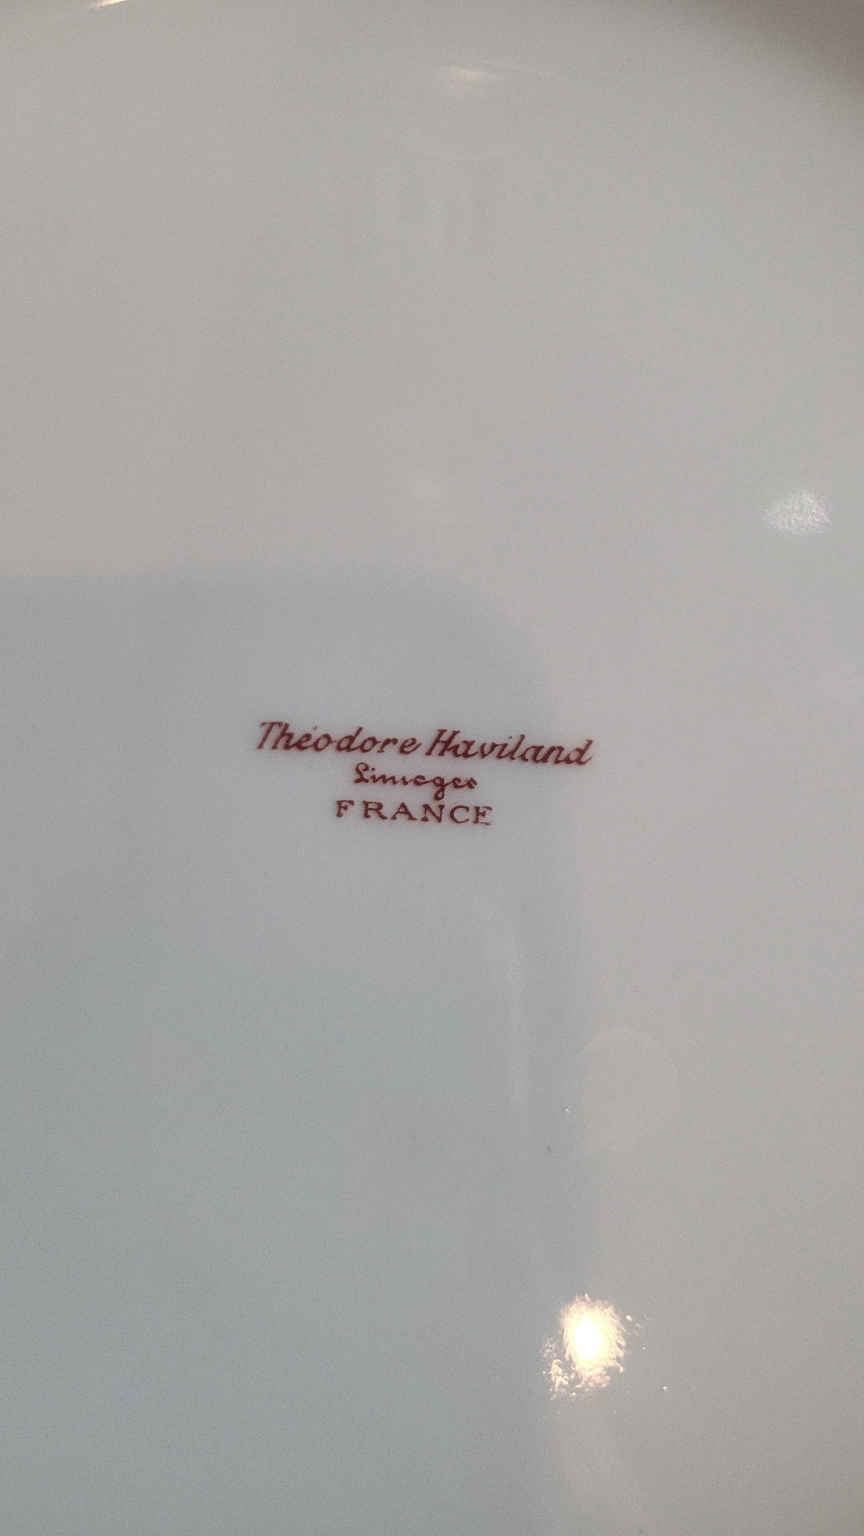 Théodore Haviland
Limoges
FRANCE